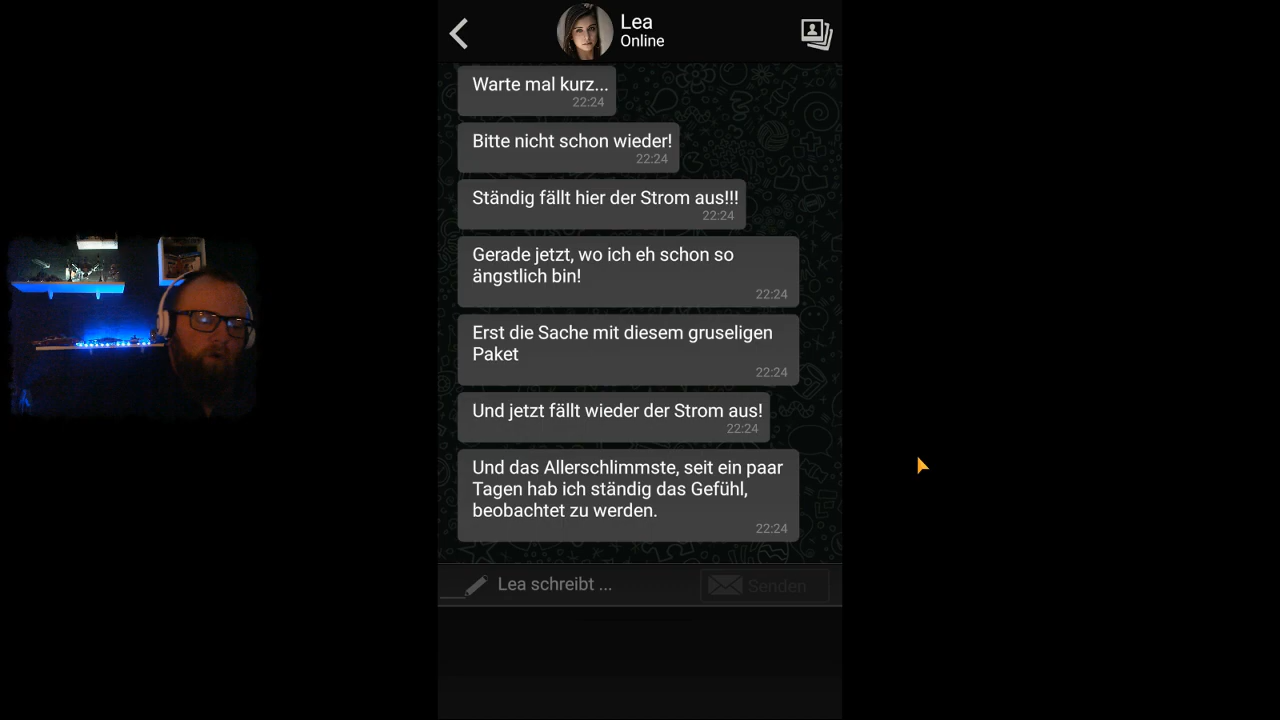 Lea
Online
Warte mal kurz...
22:24
Bitte nicht schon wieder!
22:24
Ständig fällt hier der Strom aus!!!
22:24
Gerade jetzt, wo ich eh schon so
ängstlich bin!
22:24
Erst die Sache mit diesem gruseligen
Paket
22:24
Und jetzt fällt wieder der Strom aus!
22:24
Und das Allerschlimmste, seit ein paar
Tagen hab ich ständig das Gefühl,
beobachtet zu werden.
22:24
Lea schreibt ...
Senden